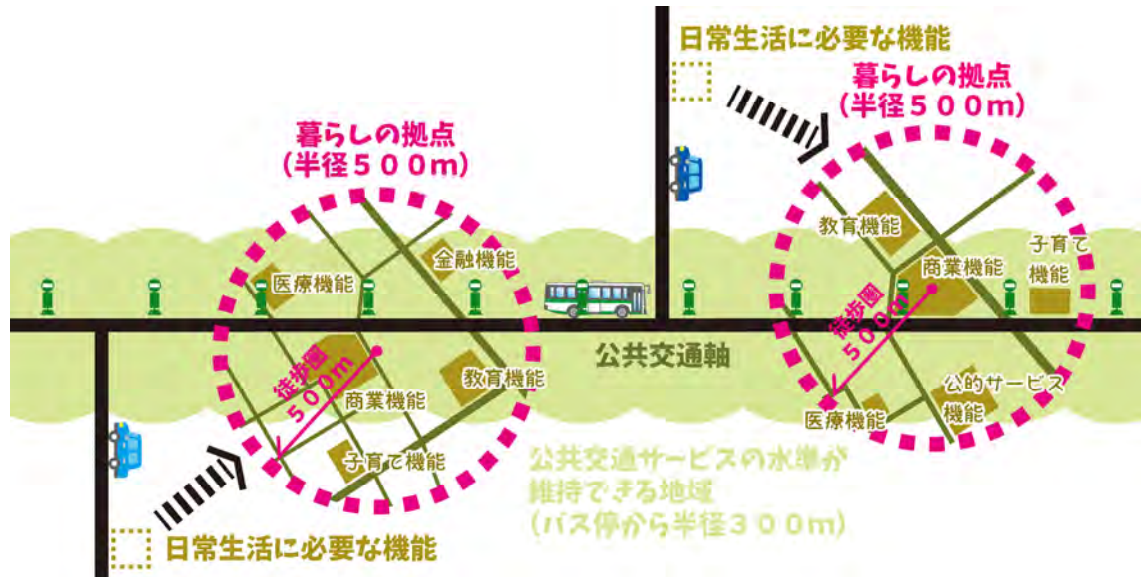 日常生活に必要な機能
暮らしの拠点
(半径500m)
暮らしの拠点
(半径500m)
教育機能
子育て
機能
商業機能
金融機能
医療機能
徒歩圏
500m
公共交通軸
徒歩圏
500m
商業機能
教育機能
子育て機能
医療機能
公的サービス
機能
公共交通サービスの水準が
維持できる地域
(バス停から半径300m)
日常生活に必要な機能